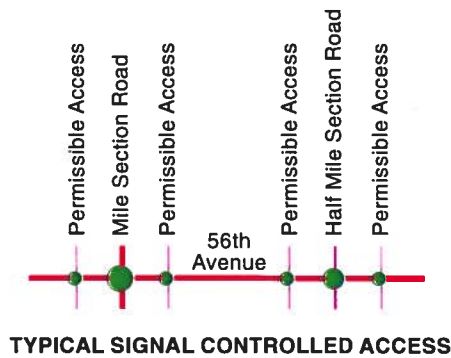 Permissible Access
Mile Section Road
Permissible Access
Permissible Access
Half Mile Section Road
Permissible Access
56th
Avenue
TYPICAL SIGNAL CONTROLLED ACCESS